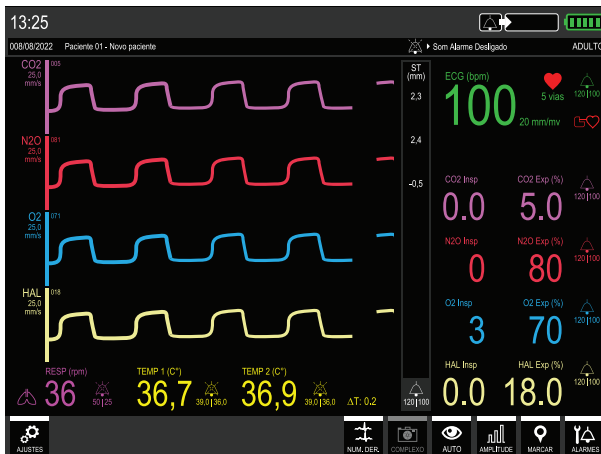 13:25
008/08/2022 Paciente 01 - Novo paciente Som Alarme Desligado ADULTO
CO2 005
25,0
mm/s
N2O 081
25,0
mm/s
O2 071
25,0
mm/s
HAL 018
25,0
mm/s
ST
(mm)
2,3
2,4
-0,5
120|100
ECG (bpm)
100
5 vias
20 mm/mv
120|100
CO2 Insp CO2 Exp (%)
0.0 5.0 120|100
N2O Insp N2O Exp (%)
0 80 120|100
O2 Insp O2 Exp (%)
3 70 120|100
HAL Insp HAL Exp (%)
0.0 18.0 120|100
RESP (rpm) TEMP 1 (C°) TEMP 2 (C°)
36 50|25 36,7 39,0|36,0 36,9 39,0|36,0 ΔT: 0.2
AJUSTES NUM. DER. COMPLEXO AUTO AMPLITUDE MARCAR ALARMES